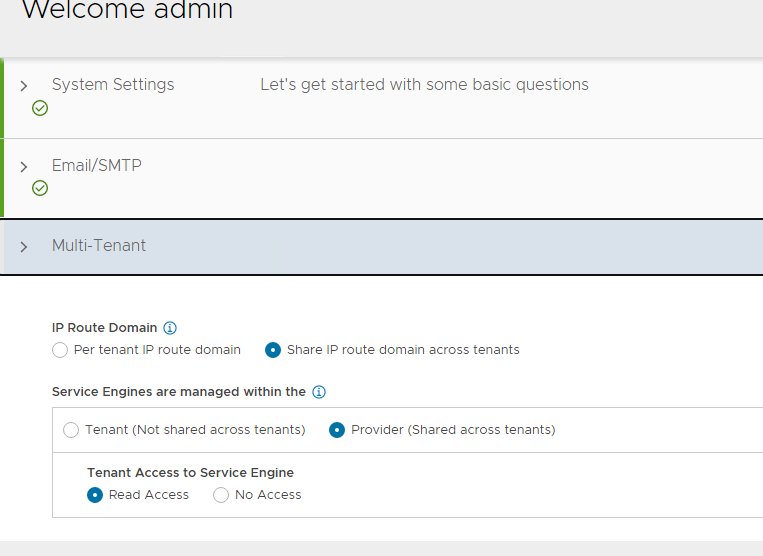 Welcome admin
System Settings Let's get started with some basic questions
Email/SMTP
Multi-Tenant
IP Route Domain
Per tenant IP route domain Share IP route domain across tenants
Service Engines are managed within the
Tenant (Not shared across tenants) Provider (Shared across tenants)
Tenant Access to Service Engine
Read Access No Access